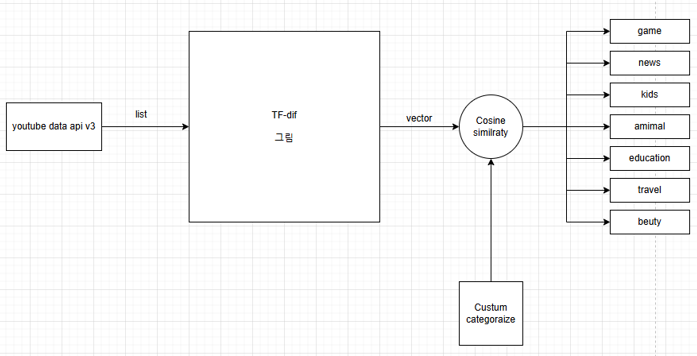 youtube data api v3
list
TF-dif
그림
vector
Cosine
similraty
Custum
categoraize
game
news
kids
amimal
education
travel
beuty